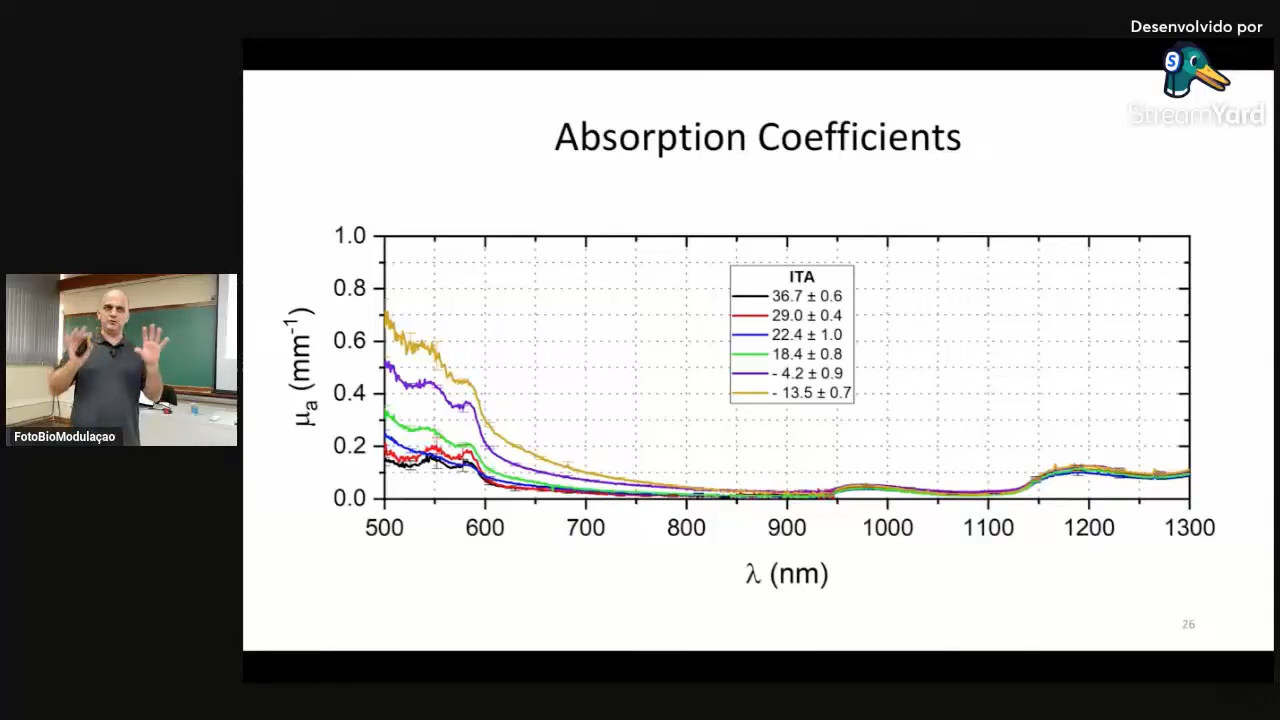 Desenvolvido por
StreamYard
Absorption Coefficients
ITA
36.7 ± 0.6
29.0 ± 0.4
22.4 ± 1.0
18.4 ± 0.8
- 4.2 ± 0.9
- 13.5 ± 0.7
μa (mm-1)
1.0
0.8
0.6
0.4
0.2
0.0
500 600 700 800 900 1000 1100 1200 1300
λ (nm)
26
FotoBioModulaçao